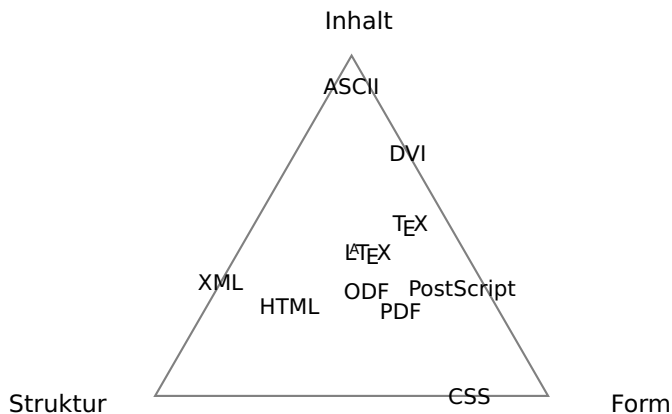 Inhalt
ASCII
DVI
TEX
LATEX
XML
ODF
PostScript
HTML
PDF
CSS
Struktur
Form